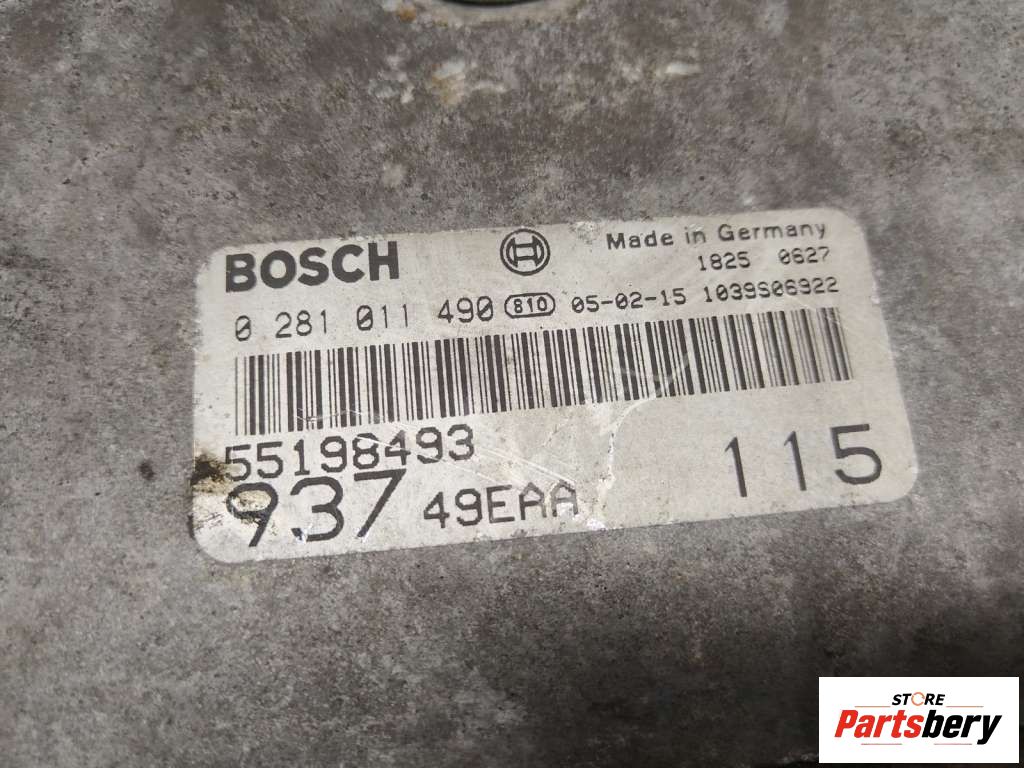 BOSCH
Made in Germany
1825 0627
0 281 011 490 810 05-02-15 1039S06922
55198493
937 49EAA 115
STORE
Partsbery